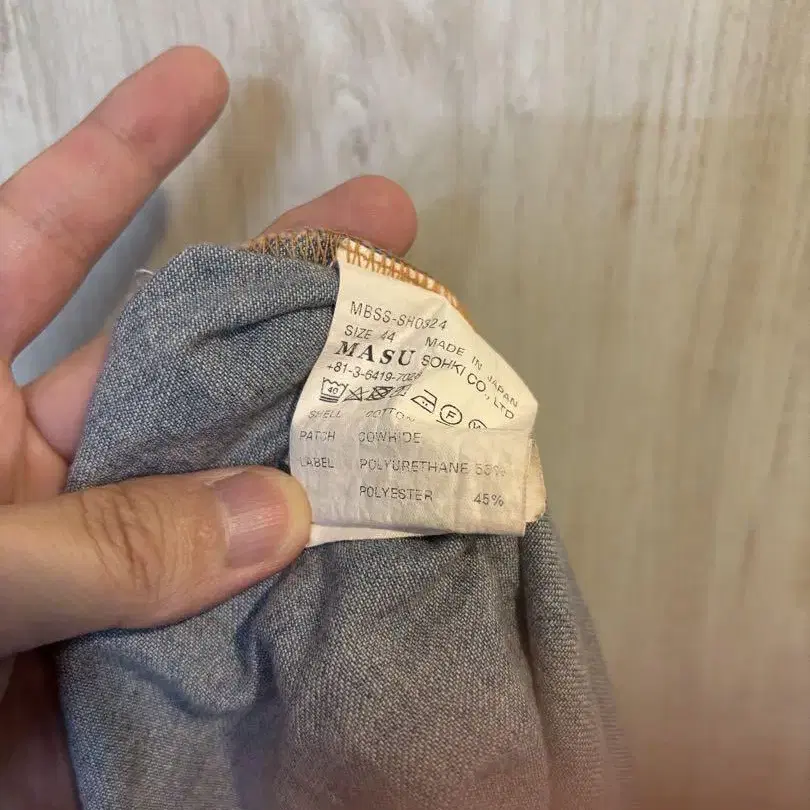 MBSS-SH0324
SIZE 44 MADE IN JAPAN
MASU SOHKI CO., LTD
+81-3-6419-702
40 F
SHELL COTTON
PATCH COWHIDE
LABEL POLYURETHANE 55%
POLYESTER 45%